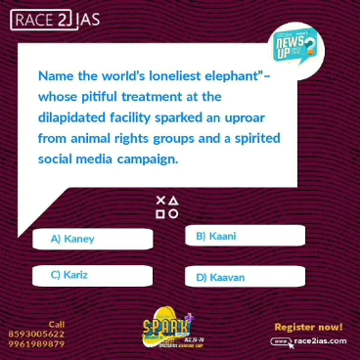 RACE 2 IAS
NEWS
UP
Name the world's loneliest elephant"–
whose pitiful treatment at the
dilapidated facility sparked an uproar
from animal rights groups and a spirited
social media campaign.
A) Kaney
B) Kaani
C) Kariz
D) Kaavan
Call
8593005622
9961989879
SPARK
Register now!
www race2ias.com